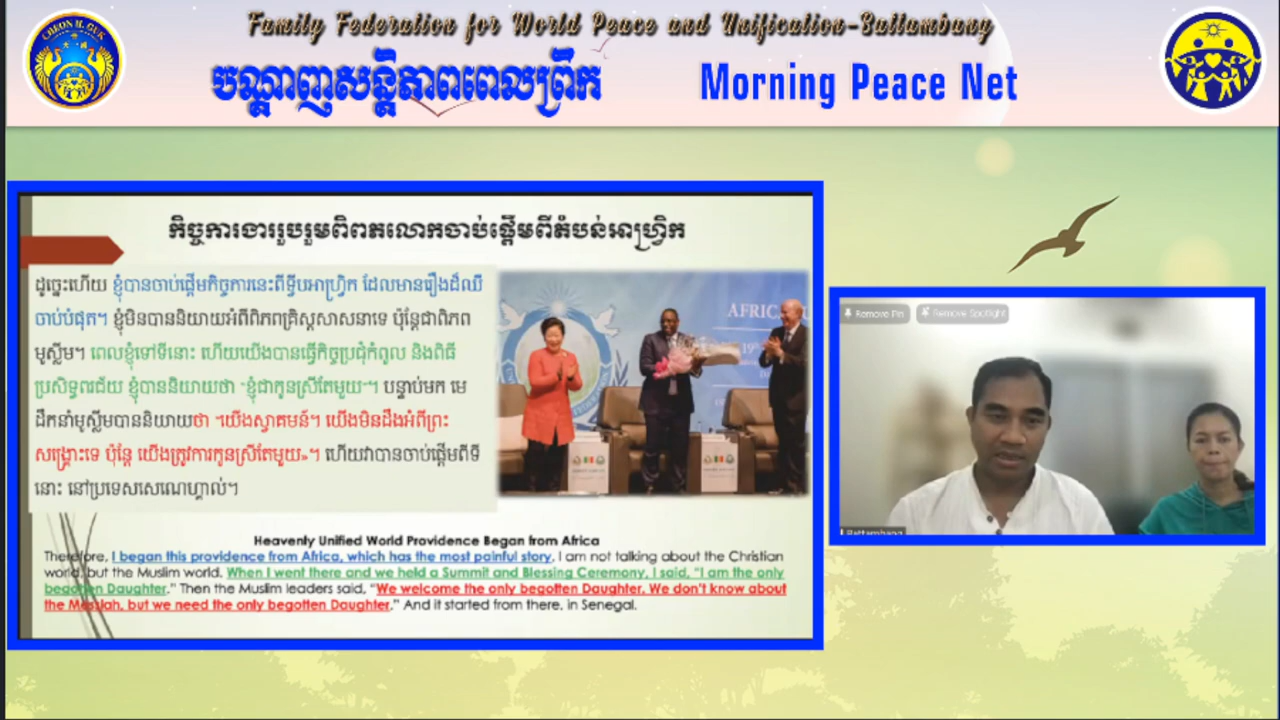 CHEON IL GUK
Family Federation for World Peace and Unification-Battambang
បណ្តាញសន្តិភាពពេលព្រឹក Morning Peace Net
កិច្ចការងាររួបរួមពិពភលោកចាប់ផ្តើមពីតំបន់អាហ្វ្រិក
ដូច្នេះហើយ ខ្ញុំបានចាប់ផ្តើមកិច្ចការនេះពីទ្វីបអាហ្វ្រិក ដែលមានរឿងដ៏ឈឺ
ចាប់បំផុត។ ខ្ញុំមិនបាននិយាយអំពីពិភពគ្រិស្តសាសនាទេ ប៉ុន្តែជាពិភព
មូស្លីម។ ពេលខ្ញុំទៅទីនោះ ហើយយើងបានធ្វើកិច្ចប្រជុំកំពូល និងពិធី
ប្រសិទ្ធពរជ័យ ខ្ញុំបាននិយាយថា "ខ្ញុំជាកូនស្រីតែមួយ"។ បន្ទាប់មក មេ
ដឹកនាំមូស្លីមបាននិយាយថា "យើងស្វាគមន៍។ យើងមិនដឹងអំពីព្រះ
សង្គ្រោះទេ ប៉ុន្តែ យើងត្រូវការកូនស្រីតែមួយ»។ ហើយវាបានចាប់ផ្តើមពីទី
នោះ នៅប្រទេសសេណេហ្គាល់។
AFRIC
19
Heavenly Unified World Providence Began from Africa
Therefore, I began this providence from Africa, which has the most painful story. I am not talking about the Christian
world, but the Muslim world. When I went there and we held a Summit and Blessing Ceremony, I said, "I am the only
begotten Daughter." Then the Muslim leaders said, "We welcome the only begotten Daughter. We don't know about
the Messiah, but we need the only begotten Daughter." And it started from there, in Senegal.
Remove Pin Remove Spotlight
Battambang